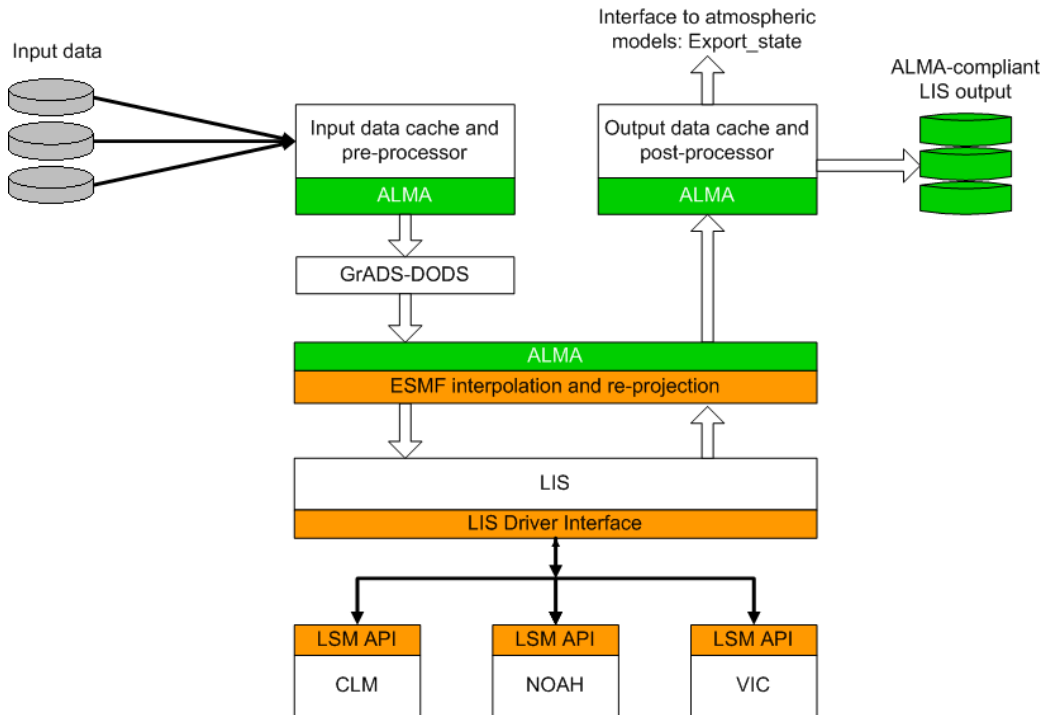 Input data
Interface to atmospheric
models: Export_state
ALMA-compliant
LIS output
Input data cache and
pre-processor
ALMA
Output data cache and
post-processor
ALMA
GrADS-DODS
ALMA
ESMF interpolation and re-projection
LIS
LIS Driver Interface
LSM API
CLM
LSM API
NOAH
LSM API
VIC